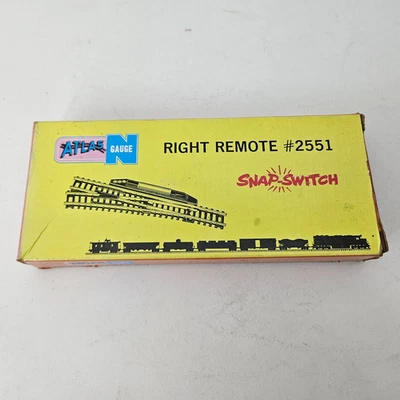 ATLAS
N
GAUGE
RIGHT REMOTE #2551
SNAP-SWITCH